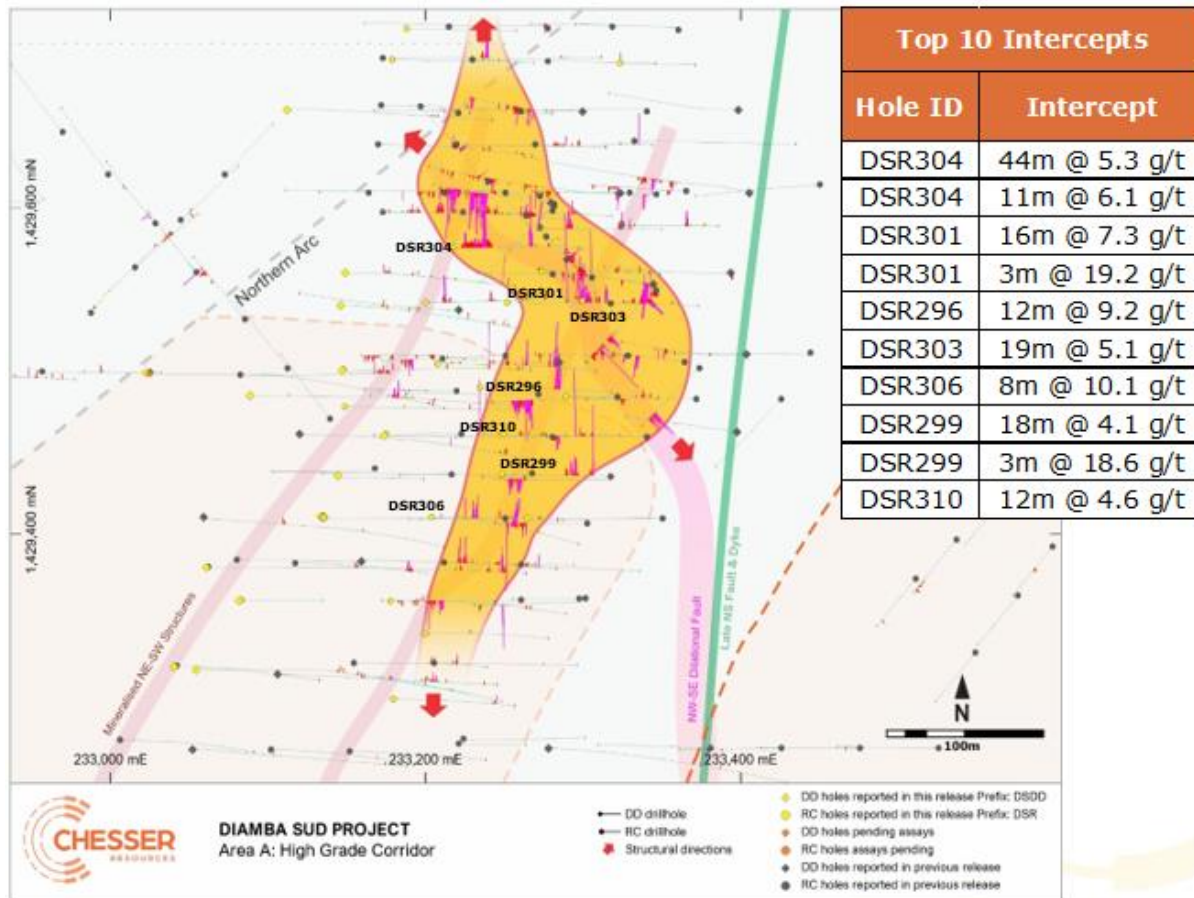 Top 10 Intercepts
Hole ID Intercept
DSR304 44m @ 5.3 g/t
DSR304 11m @ 6.1 g/t
DSR301 16m @ 7.3 g/t
DSR301 3m @ 19.2 g/t
DSR296 12m @ 9.2 g/t
DSR303 19m @ 5.1 g/t
DSR306 8m @ 10.1 g/t
DSR299 18m @ 4.1 g/t
DSR299 3m @ 18.6 g/t
DSR310 12m @ 4.6 g/t
1,429,600 mN
1,429,400 mN
Northern Arc
DSR304
DSR301
DSR303
DSR296
DSR310
DSR299
DSR306
Mineralised NE-SW Structures
NW-SE Dilational Fault
Late NS Fault & Dyke
N
100m
233,000 mE
233,200 mE
233,400 mE
CHESSER
RESOURCES
DIAMBA SUD PROJECT
Area A: High Grade Corridor
DD drillhole
RC drillhole
Structural directions
DD holes reported in this release Prefix: DSDD
RC holes reported in this release Prefix: DSR
DD holes pending assays
RC holes assays pending
DD holes reported in previous release
RC holes reported in previous release